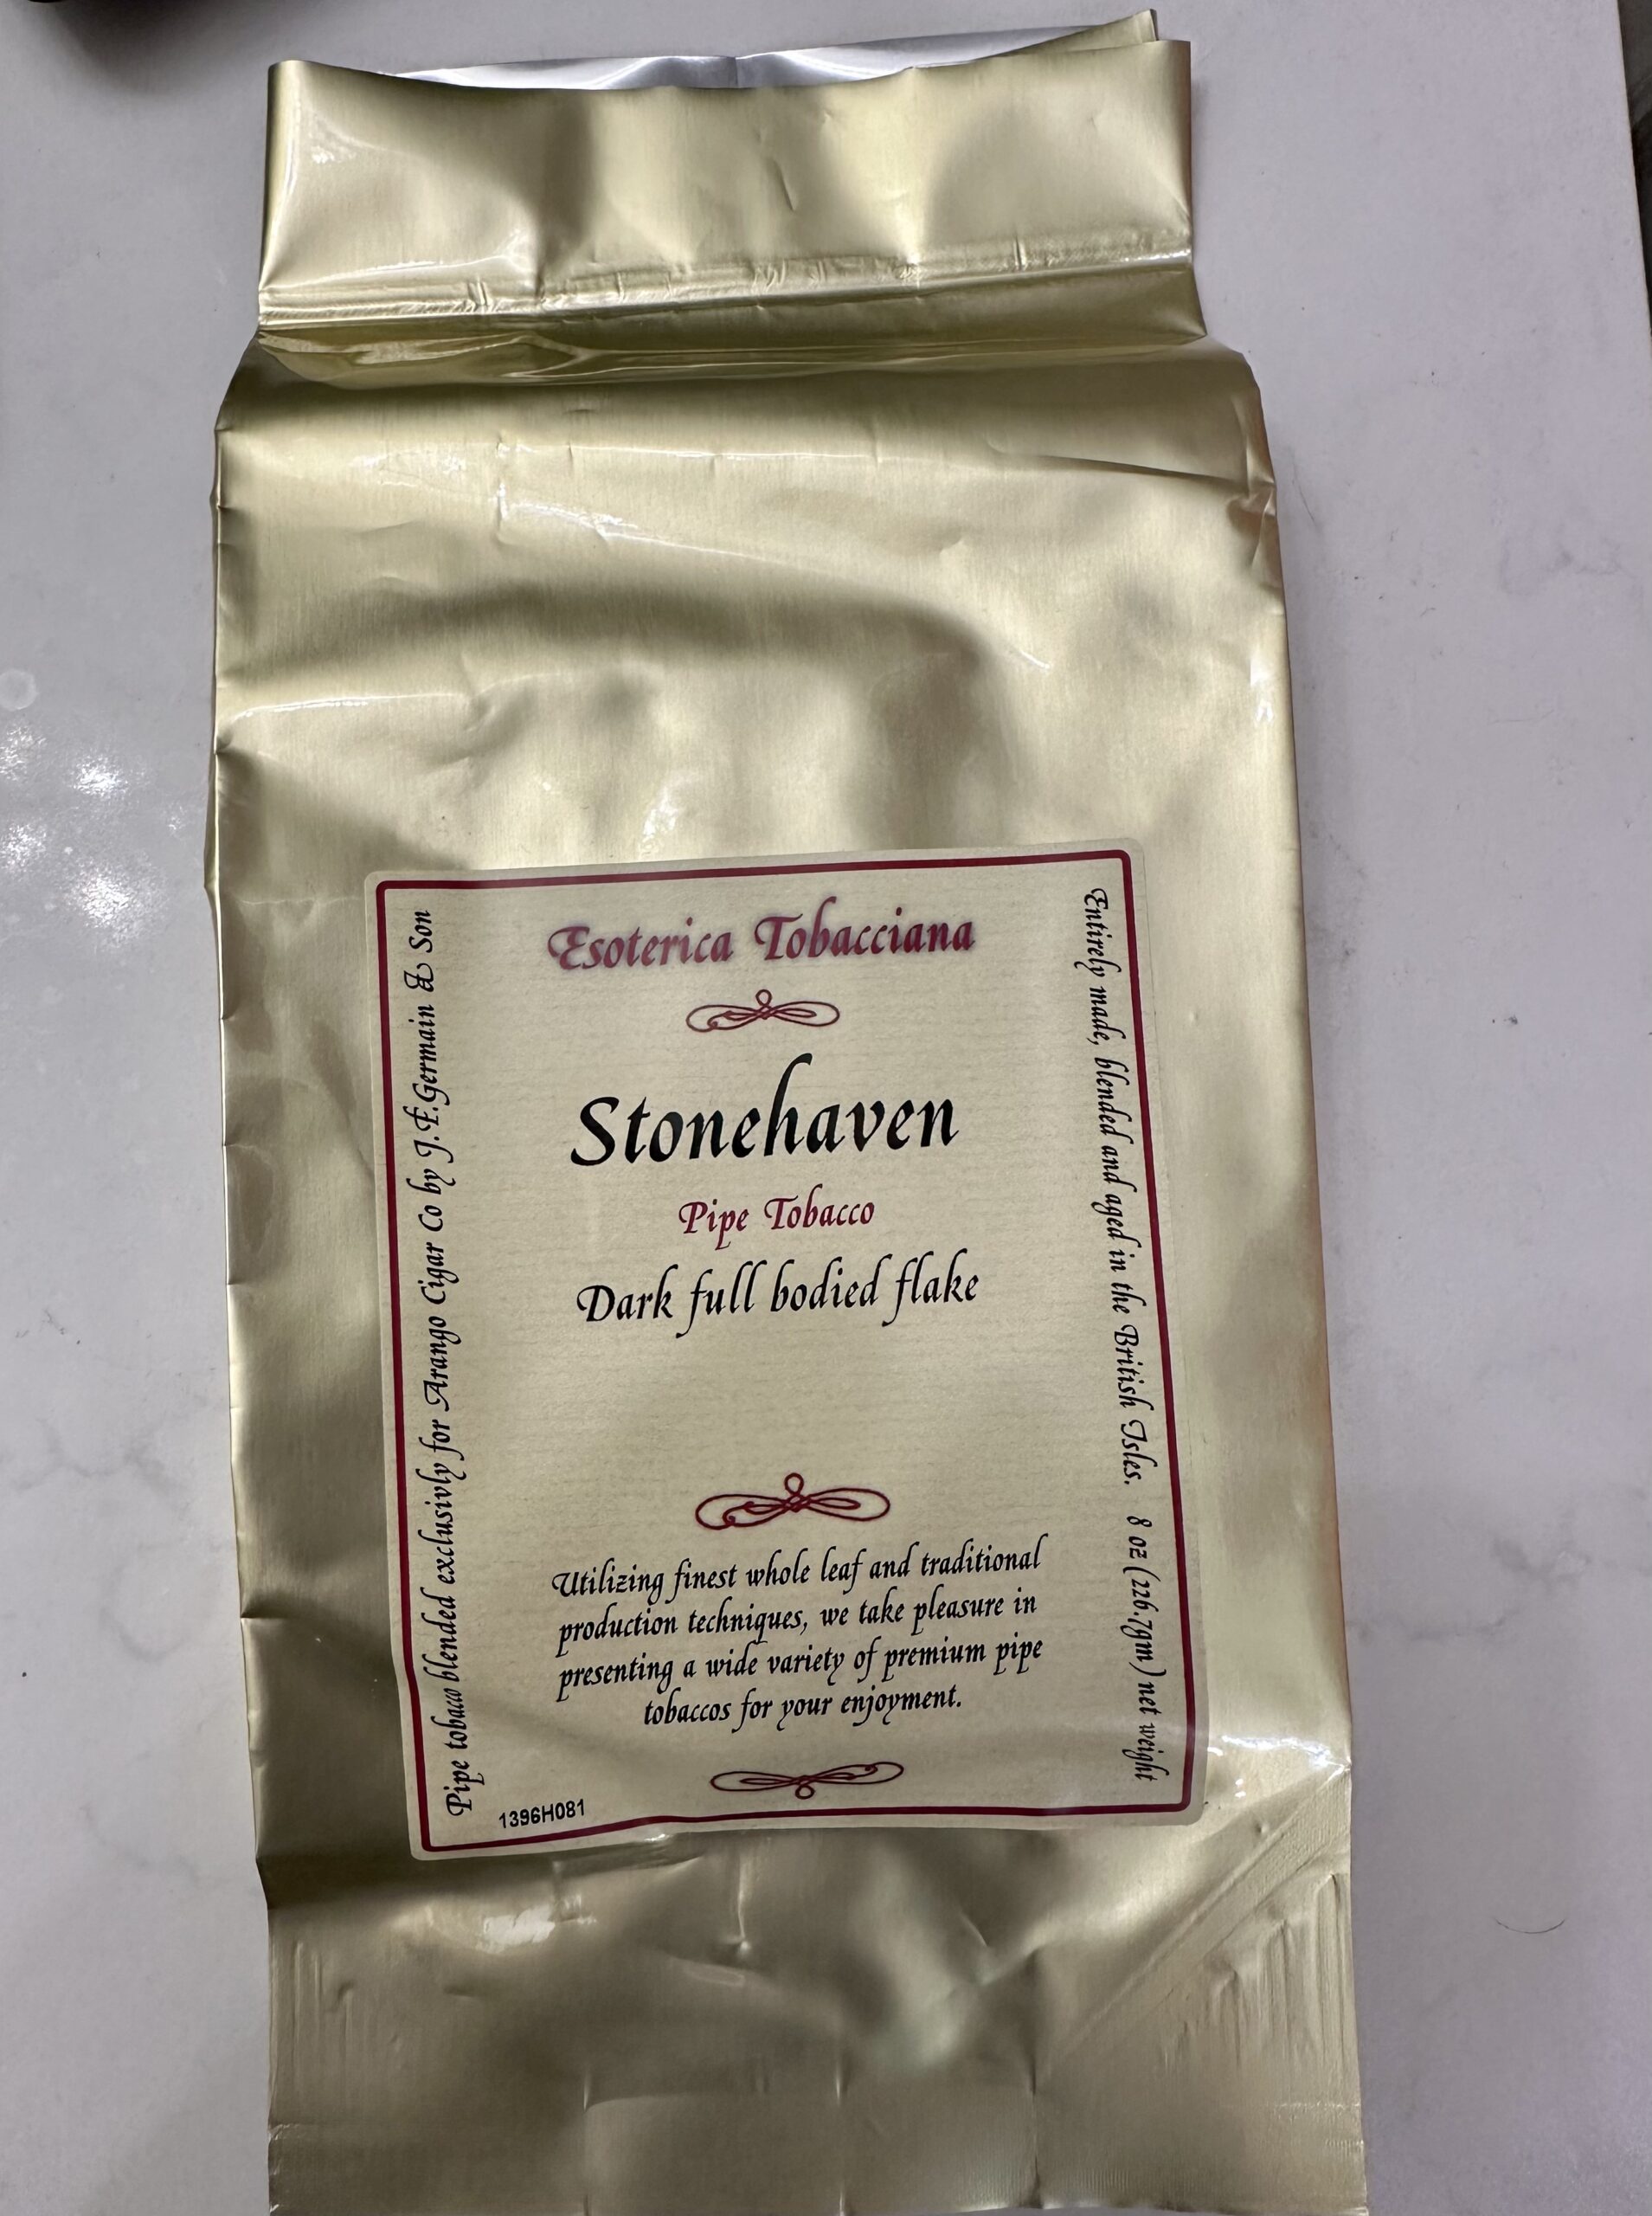 Esoterica Tobacciana
Stonehaven
Pipe Tobacco
Dark full bodied flake
Utilizing finest whole leaf and traditional
production techniques, we take pleasure in
presenting a wide variety of premium pipe
tobaccos for your enjoyment.
1396H081
Pipe tobacco blended exclusivly for Arango Cigar Co by J.F.Germain & Son
Entirely made, blended and aged in the British Isles. 8 oz (226.7gm) net weight